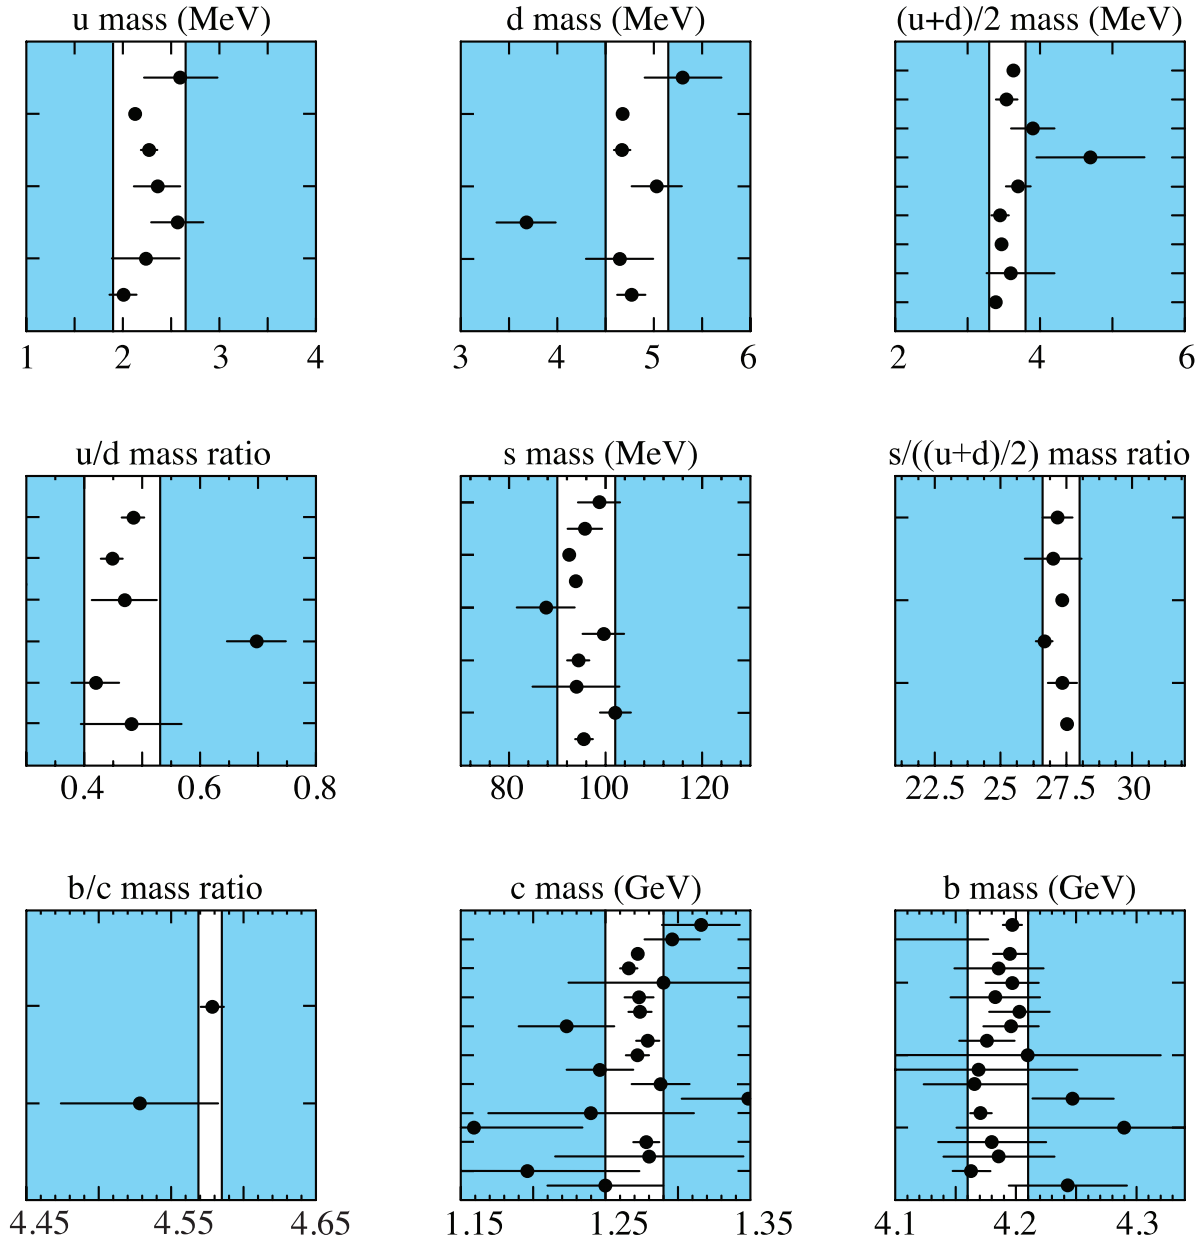 u mass (MeV) d mass (MeV) (u+d)/2 mass (MeV)
1 2 3 4 3 4 5 6 2 4 6
u/d mass ratio s mass (MeV) s/((u+d)/2) mass ratio
0.4 0.6 0.8 80 100 120 22.5 25 27.5 30
b/c mass ratio c mass (GeV) b mass (GeV)
4.45 4.55 4.65 1.15 1.25 1.35 4.1 4.2 4.3